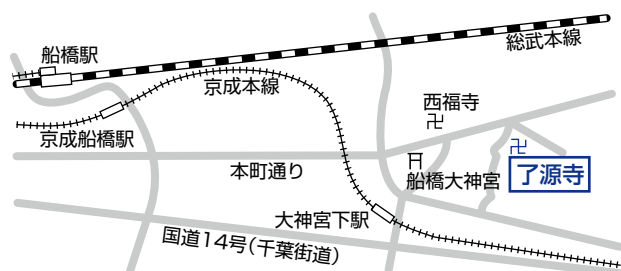 船橋駅
総武本線
京成本線
西福寺
京成船橋駅
本町通り
船橋大神宮
了源寺
大神宮下駅
国道14号(千葉街道)